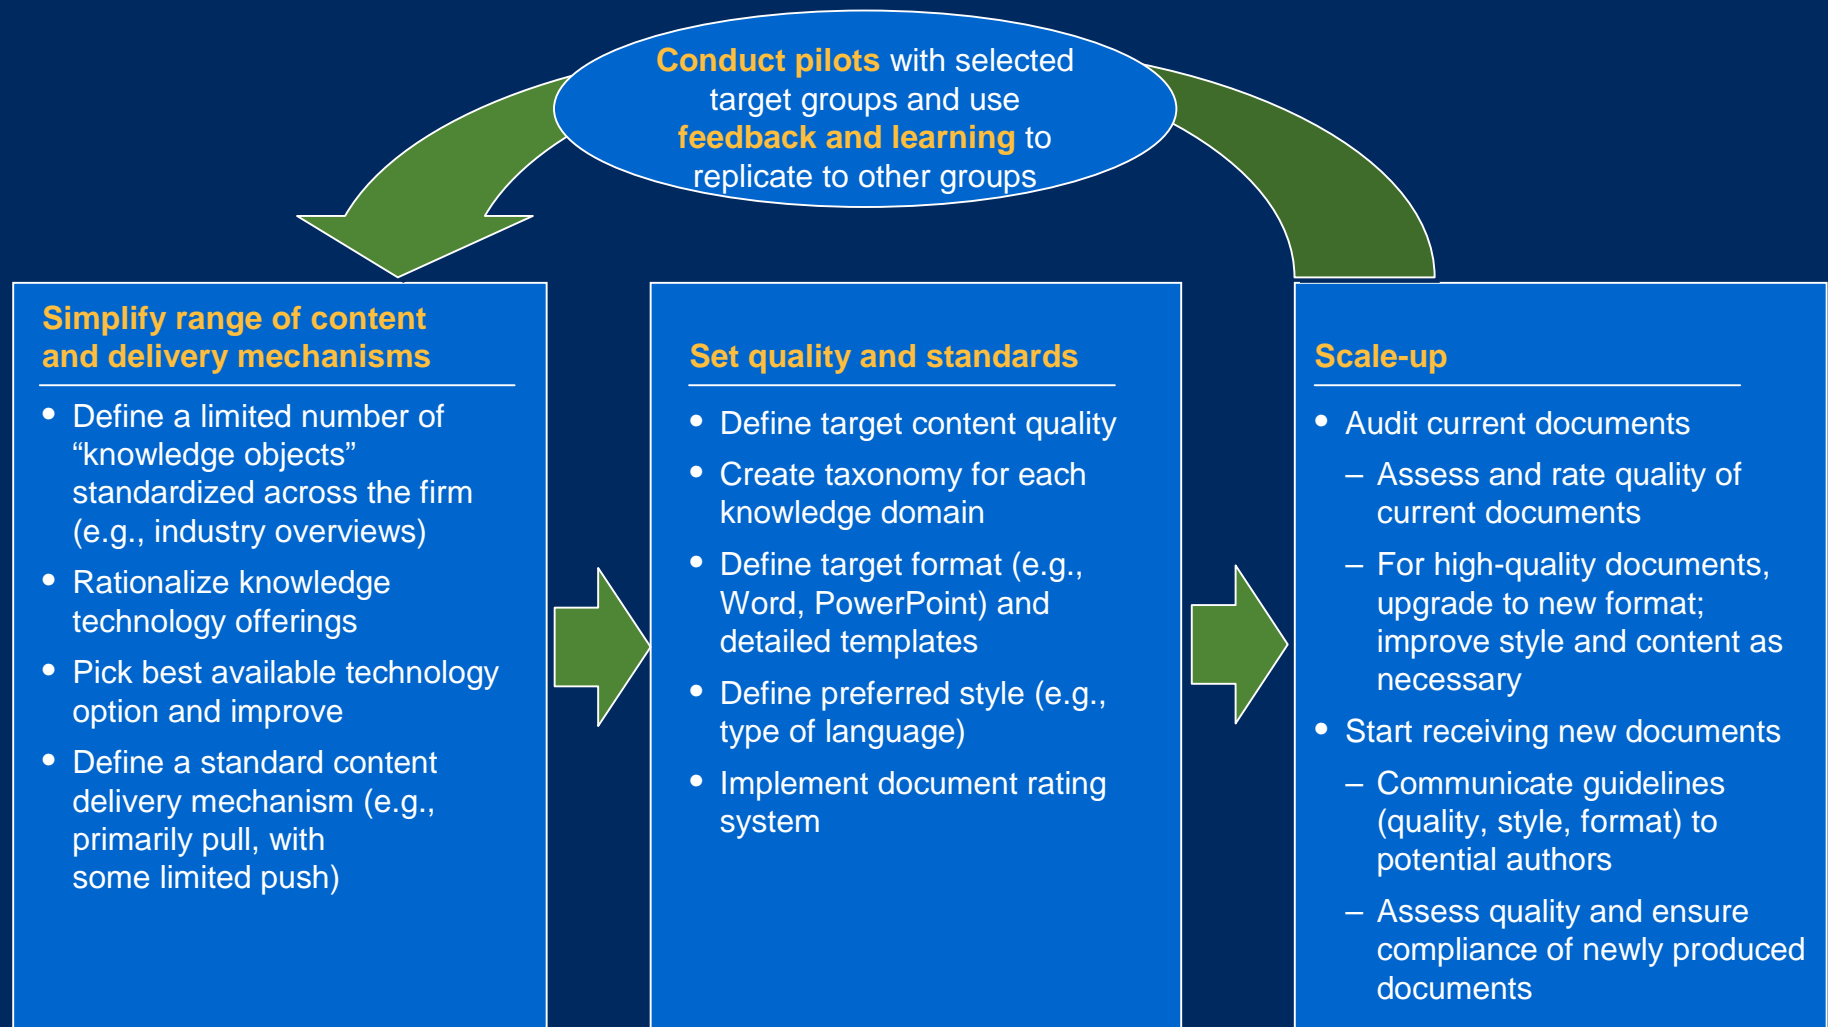 Conduct pilots with selected
target groups and use
feedback and learning to
replicate to other groups
Simplify range of content
and delivery mechanisms
• Define a limited number of
“knowledge objects”
standardized across the firm
(e.g., industry overviews)
• Rationalize knowledge
technology offerings
• Pick best available technology
option and improve
• Define a standard content
delivery mechanism (e.g.,
primarily pull, with
some limited push)
Set quality and standards
• Define target content quality
• Create taxonomy for each
knowledge domain
• Define target format (e.g.,
Word, PowerPoint) and
detailed templates
• Define preferred style (e.g.,
type of language)
• Implement document rating
system
Scale-up
• Audit current documents
– Assess and rate quality of
current documents
– For high-quality documents,
upgrade to new format;
improve style and content as
necessary
• Start receiving new documents
– Communicate guidelines
(quality, style, format) to
potential authors
– Assess quality and ensure
compliance of newly produced
documents